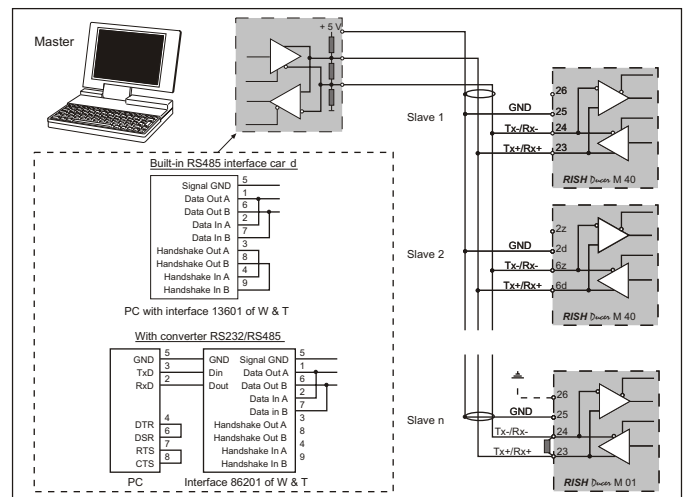 Master
+ 5 V
Built-in RS485 interface car d
Signal GND 5
Data Out A 1
Data Out B 6
Data In A 2
Data In B 7
Handshake Out A 3
Handshake Out B 8
Handshake In A 4
Handshake In B 9
PC with interface 13601 of W & T
With converter RS232/RS485
GND 5 GND Signal GND 5
TxD 3 Din Data Out A 1
RxD 2 Dout Data Out B 6
Data In A 2
Data in B 7
DTR 4 Handshake Out A 3
DSR 6 Handshake Out B 8
RTS 7 Handshake In A 4
CTS 8 Handshake In B 9
PC Interface 86201 of W & T
Slave 1
26
GND 25
Tx-/Rx- 24
Tx+/Rx+ 23
RISH Ducer M 40
Slave 2
2z
GND 2d
Tx-/Rx- 6z
Tx+/Rx+ 6d
RISH Ducer M 40
Slave n
26
GND 25
Tx-/Rx- 24
Tx+/Rx+ 23
RISH Ducer M 01